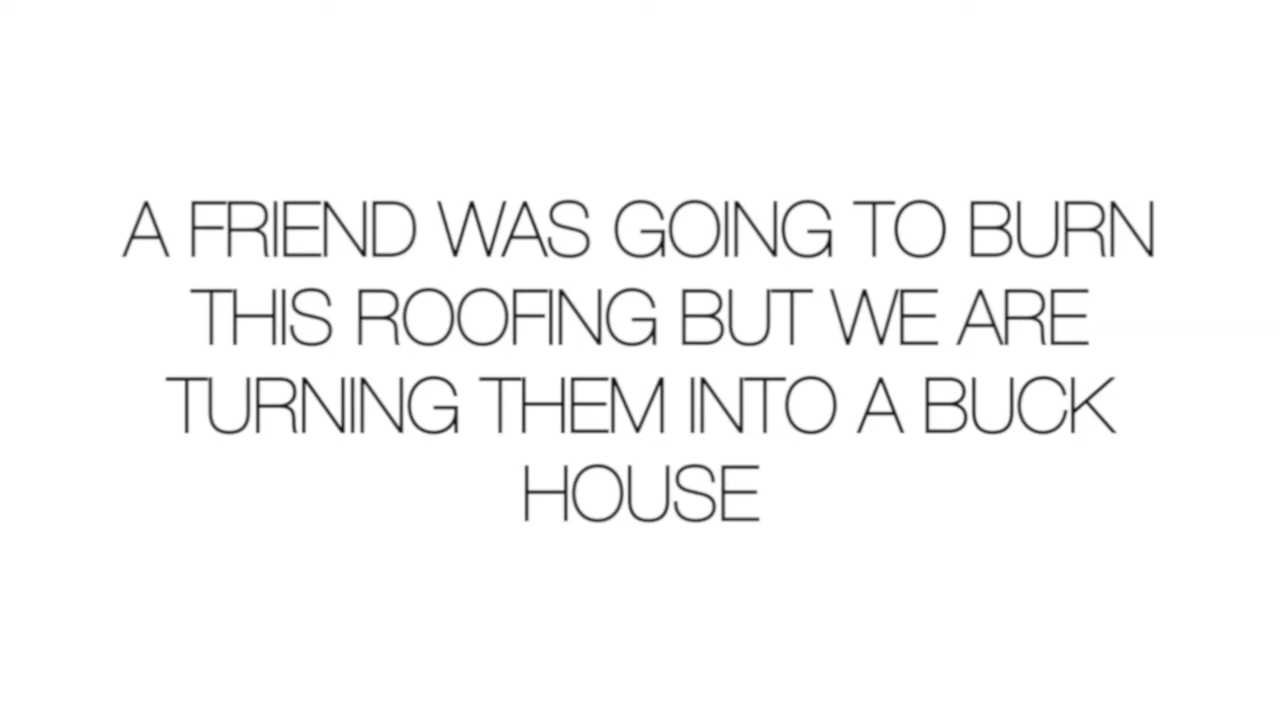 A FRIEND WAS GOING TO BURN
THIS ROOFING BUT WE ARE
TURNING THEM INTO A BUCK
HOUSE